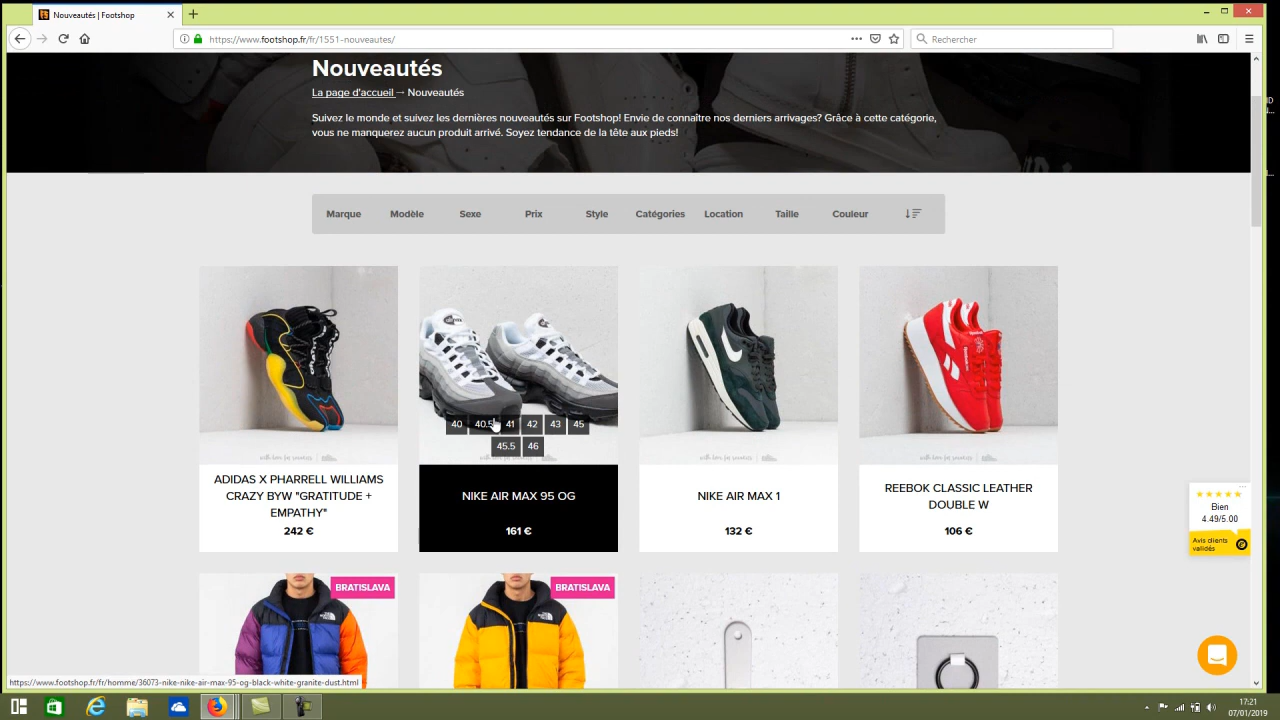 Nouveautés | Footshop
https://www.footshop.fr/fr/1551-nouveautes/
Rechercher
Nouveautés
La page d'accueil → Nouveautés
Suivez le monde et suivez les dernières nouveautés sur Footshop! Envie de connaître nos derniers arrivages? Grâce à cette catégorie,
vous ne manquerez aucun produit arrivé. Soyez tendance de la tête aux pieds!
Marque Modèle Sexe Prix Style Catégories Location Taille Couleur
40 40.5 41 42 43 45
45.5 46
ADIDAS X PHARRELL WILLIAMS
CRAZY BYW "GRATITUDE +
EMPATHY"
242 €
NIKE AIR MAX 95 OG
161 €
NIKE AIR MAX 1
132 €
REEBOK CLASSIC LEATHER
DOUBLE W
106 €
Bien
4.49/5.00
Avis clients
validés
BRATISLAVA
BRATISLAVA
https://www.footshop.fr/fr/homme/36073-nike-nike-air-max-95-og-black-white-granite-dust.html
17:21
07/01/2019